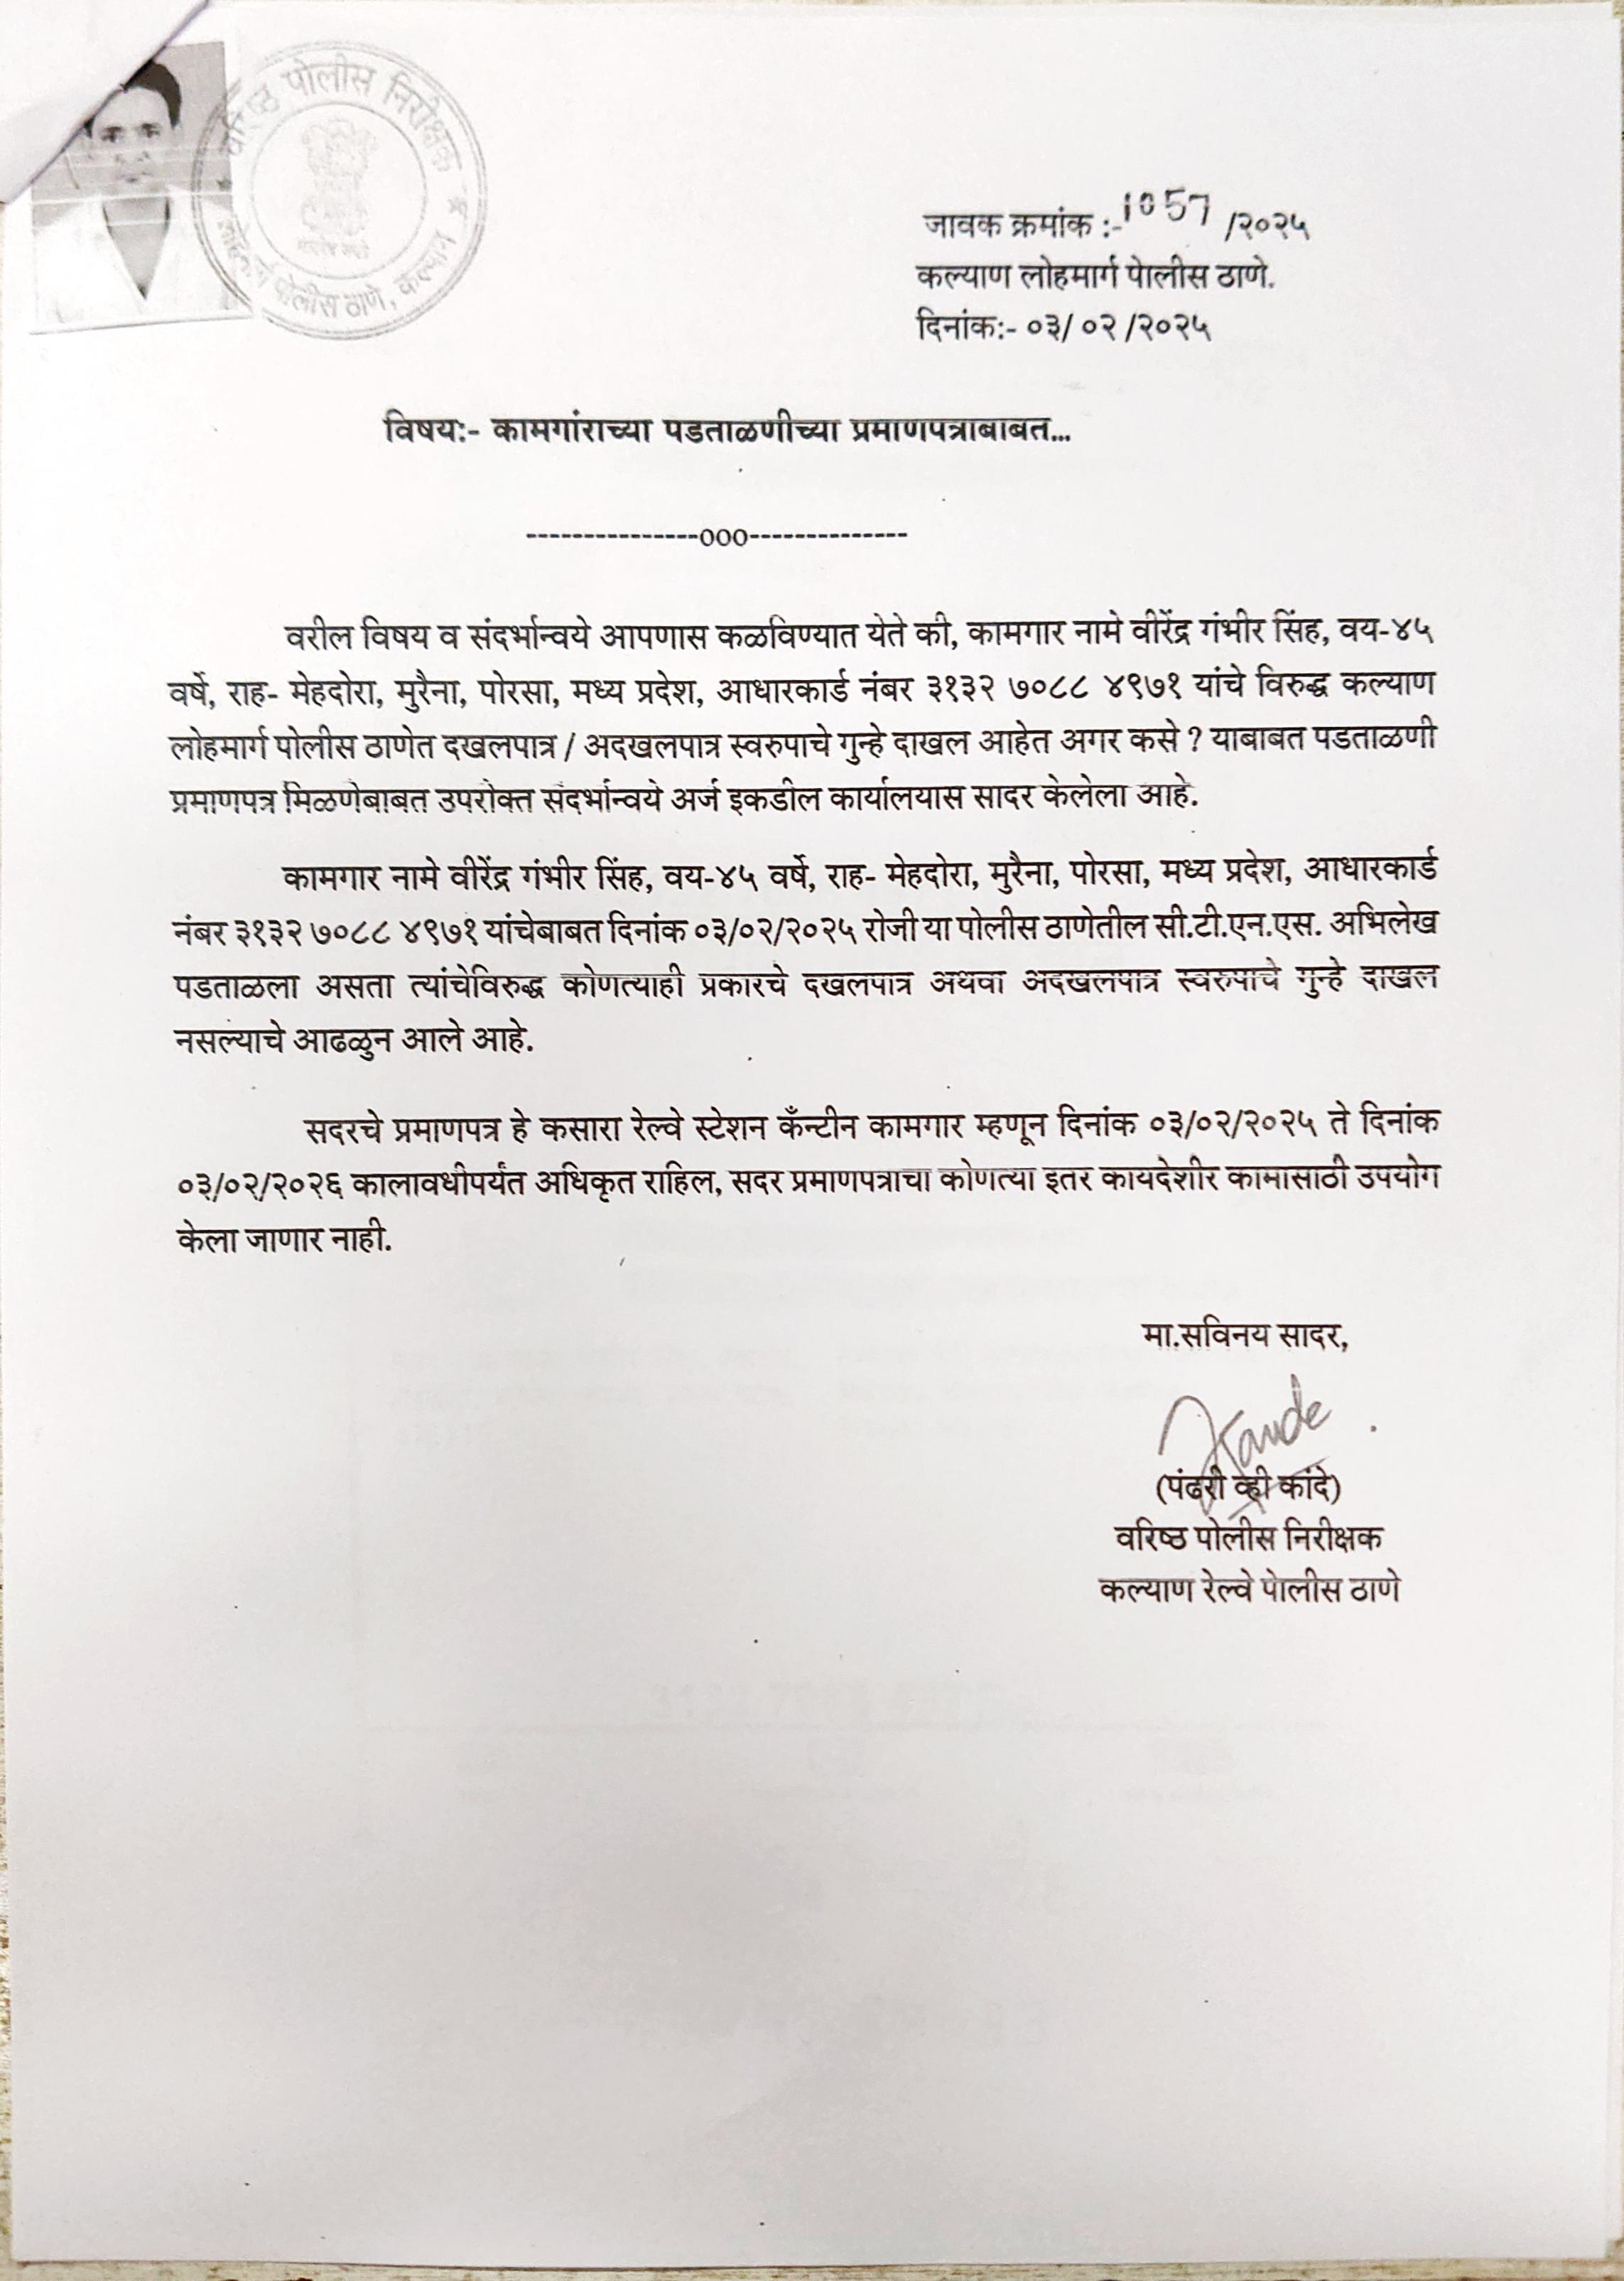 वरिष्ठ पोलीस निरीक्षक
लोहमार्ग पोलीस ठाणे, कल्याण
जावक क्रमांक :- 1057 /२०२५
कल्याण लोहमार्ग पोलीस ठाणे.
दिनांक:- ०३/ ०२ /२०२५
विषय:- कामगांराच्या पडताळणीच्या प्रमाणपत्राबाबत...
---------------000--------------
वरील विषय व संदर्भान्वये आपणास कळविण्यात येते की, कामगार नामे वीरेंद्र गंभीर सिंह, वय-४५
वर्षे, राह- मेहदोरा, मुरैना, पोरसा, मध्य प्रदेश, आधारकार्ड नंबर ३१३२ ७०८८ ४९७१ यांचे विरुद्ध कल्याण
लोहमार्ग पोलीस ठाणेत दखलपात्र / अदखलपात्र स्वरुपाचे गुन्हे दाखल आहेत अगर कसे ? याबाबत पडताळणी
प्रमाणपत्र मिळणेबाबत उपरोक्त संदर्भान्वये अर्ज इकडील कार्यालयास सादर केलेला आहे.
कामगार नामे वीरेंद्र गंभीर सिंह, वय-४५ वर्षे, राह- मेहदोरा, मुरैना, पोरसा, मध्य प्रदेश, आधारकार्ड
नंबर ३१३२ ७०८८ ४९७१ यांचेबाबत दिनांक ०३/०२/२०२५ रोजी या पोलीस ठाणेतील सी.टी.एन.एस. अभिलेख
पडताळला असता त्यांचेविरुद्ध कोणत्याही प्रकारचे दखलपात्र अथवा अदखलपात्र स्वरुपाचे गुन्हे दाखल
नसल्याचे आढळुन आले आहे.
सदरचे प्रमाणपत्र हे कसारा रेल्वे स्टेशन कँन्टीन कामगार म्हणून दिनांक ०३/०२/२०२५ ते दिनांक
०३/०२/२०२६ कालावधीपर्यंत अधिकृत राहिल, सदर प्रमाणपत्राचा कोणत्या इतर कायदेशीर कामासाठी उपयोग
केला जाणार नाही.
मा.सविनय सादर,
(पंढरी व्ही कांदे)
वरिष्ठ पोलीस निरीक्षक
कल्याण रेल्वे पोलीस ठाणे